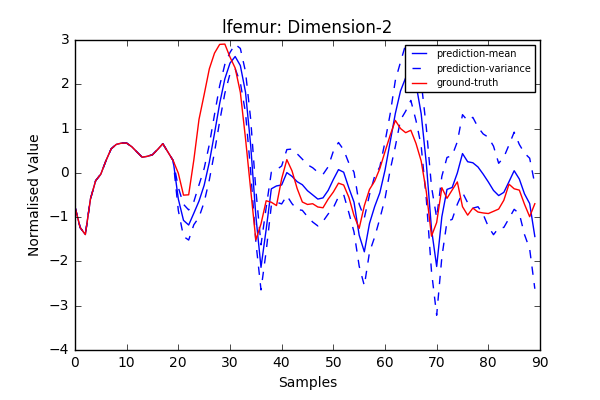 lfemur: Dimension-2
prediction-mean
prediction-variance
ground-truth
Normalised Value
3
2
1
0
−1
−2
−3
−4
0 10 20 30 40 50 60 70 80 90
Samples